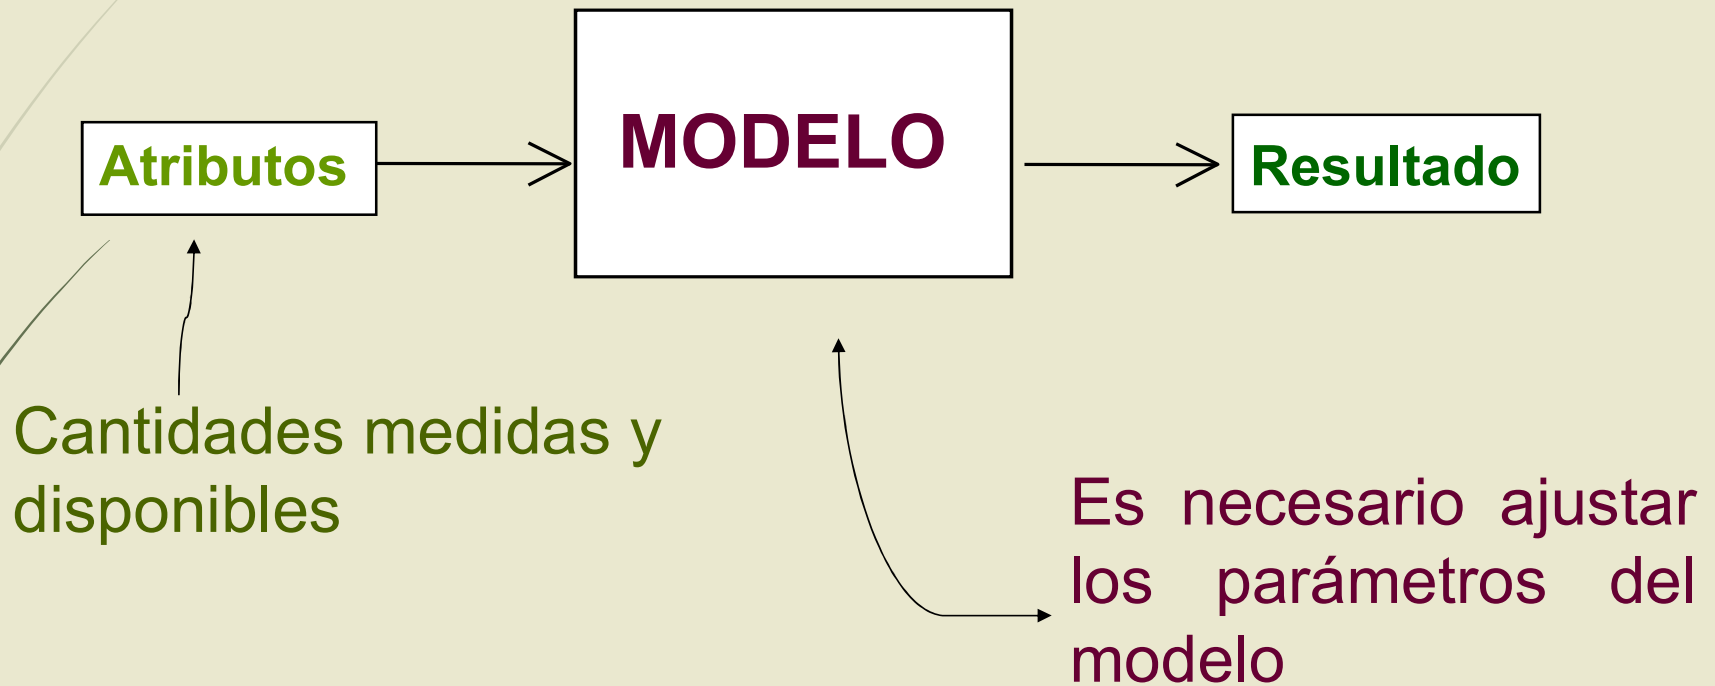 MODELO
Atributos
Resultado
Cantidades medidas y
disponibles
Es necesario ajustar
los parámetros del
modelo